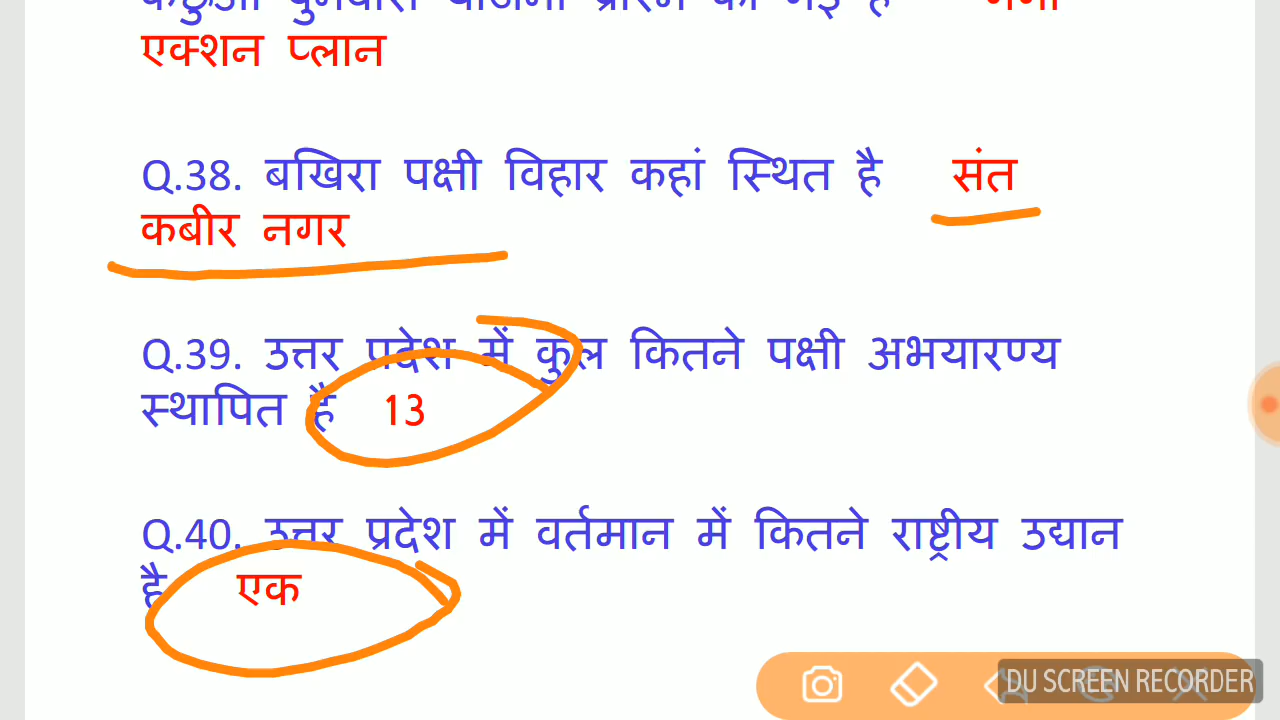 एक्शन प्लान
Q.38. बखिरा पक्षी विहार कहां स्थित है संत
कबीर नगर
Q.39. उत्तर प्रदेश में कुल कितने पक्षी अभयारण्य
स्थापित है 13
Q.40. उत्तर प्रदेश में वर्तमान में कितने राष्ट्रीय उद्यान
है एक
DU SCREEN RECORDER